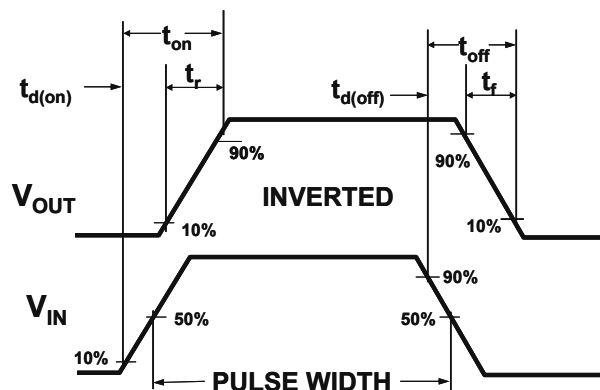 t_on
t_off
t_d(on)
t_r
t_d(off)
t_f
90%
90%
V_OUT
INVERTED
10%
10%
90%
V_IN
50%
50%
10%
PULSE WIDTH